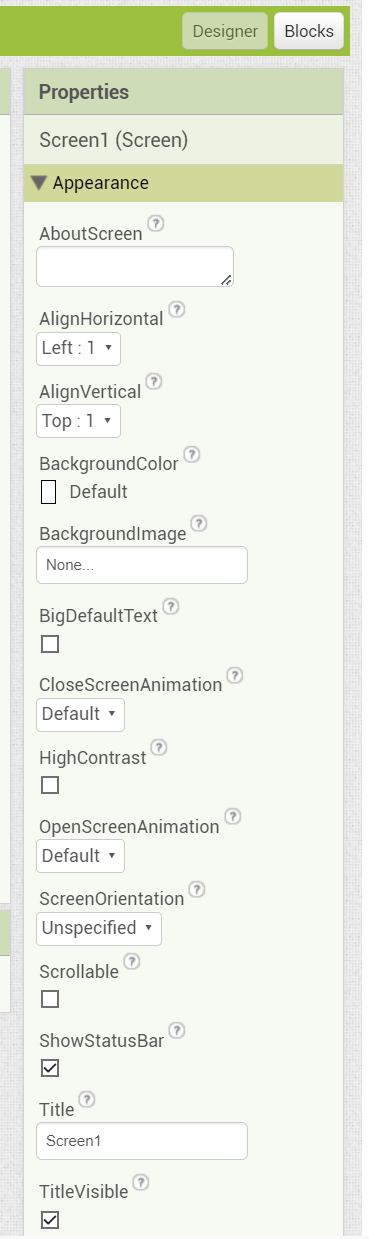 Designer Blocks
Properties
Screen1 (Screen)
Appearance
AboutScreen ?
AlignHorizontal ?
Left : 1
AlignVertical ?
Top : 1
BackgroundColor ?
Default
BackgroundImage ?
None...
BigDefaultText ?
CloseScreenAnimation ?
Default
HighContrast ?
OpenScreenAnimation ?
Default
ScreenOrientation ?
Unspecified
Scrollable ?
ShowStatusBar ?
Title ?
Screen1
TitleVisible ?